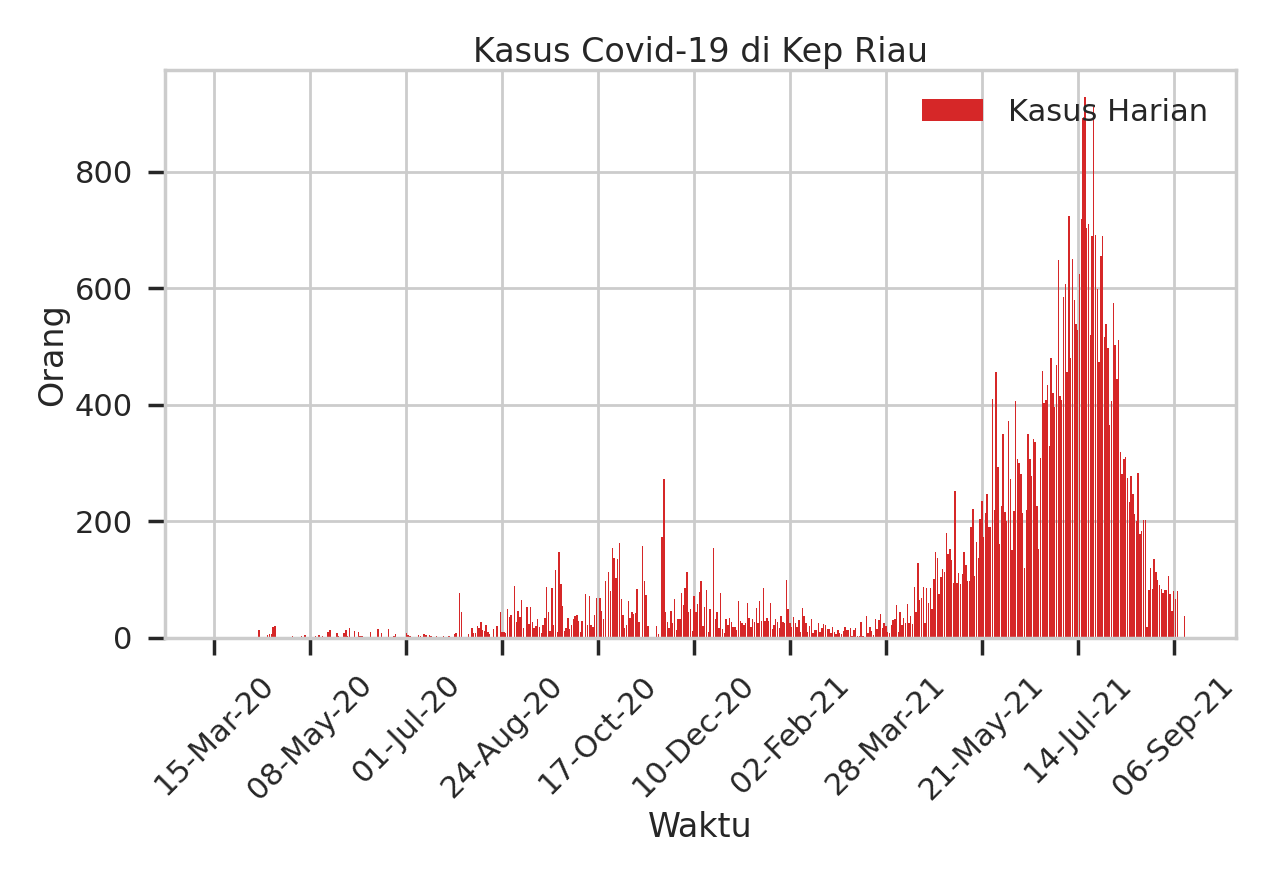 Kasus Covid-19 di Kep Riau
Kasus Harian
800
600
400
200
0
Orang
15-Mar-20
08-May-20
01-Jul-20
24-Aug-20
17-Oct-20
10-Dec-20
02-Feb-21
28-Mar-21
21-May-21
14-Jul-21
06-Sep-21
Waktu